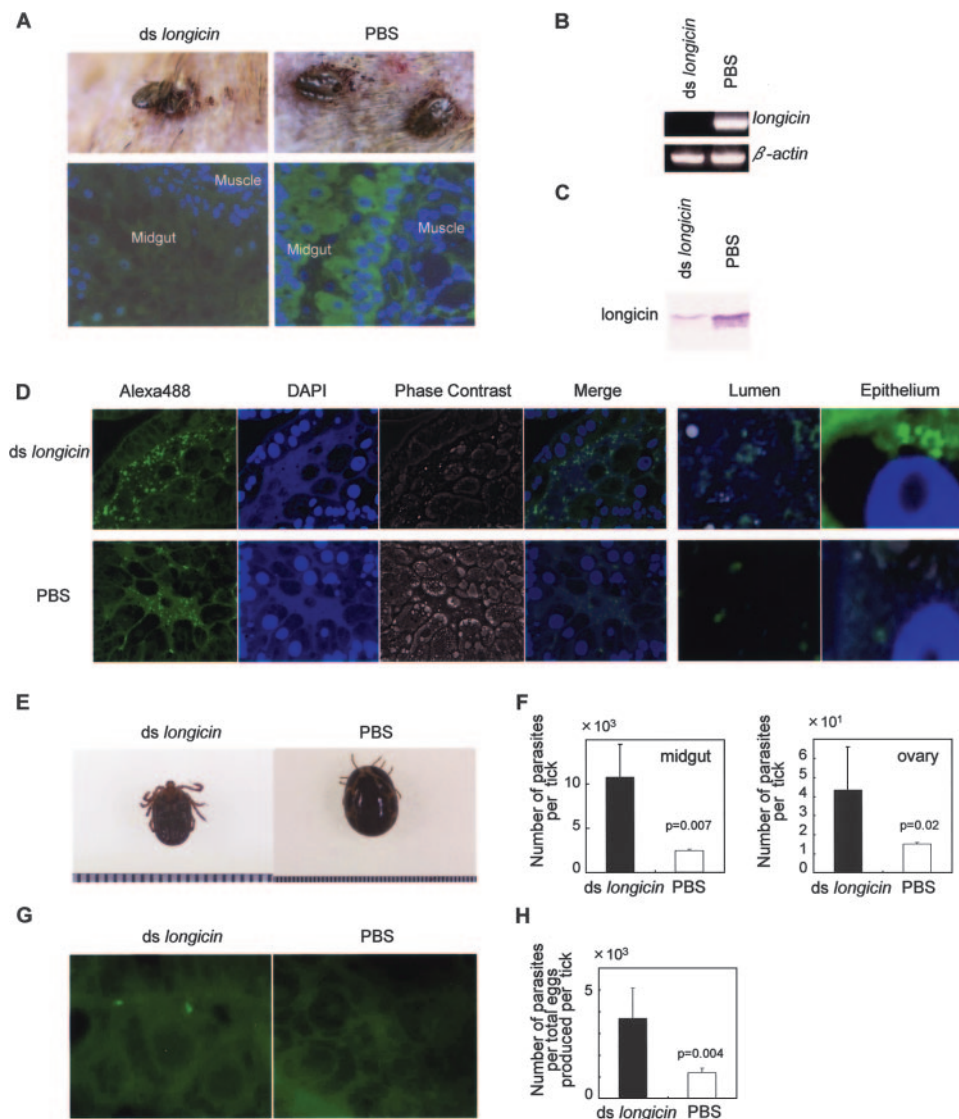 A
ds longicin
PBS
Muscle
Midgut
Midgut
Muscle
B
ds longicin
PBS
longicin
β-actin
C
ds longicin
PBS
longicin
D
Alexa488
DAPI
Phase Contrast
Merge
Lumen
Epithelium
ds longicin
PBS
E
ds longicin
PBS
F
Number of parasites
per tick
× 10³
10
5
0
midgut
p=0.007
ds longicin
PBS
Number of parasites
per tick
× 10¹
6
5
4
3
2
1
0
ovary
p=0.02
ds longicin
PBS
G
ds longicin
PBS
H
Number of parasites
per total eggs
produced per tick
× 10³
5
0
p=0.004
ds longicin
PBS